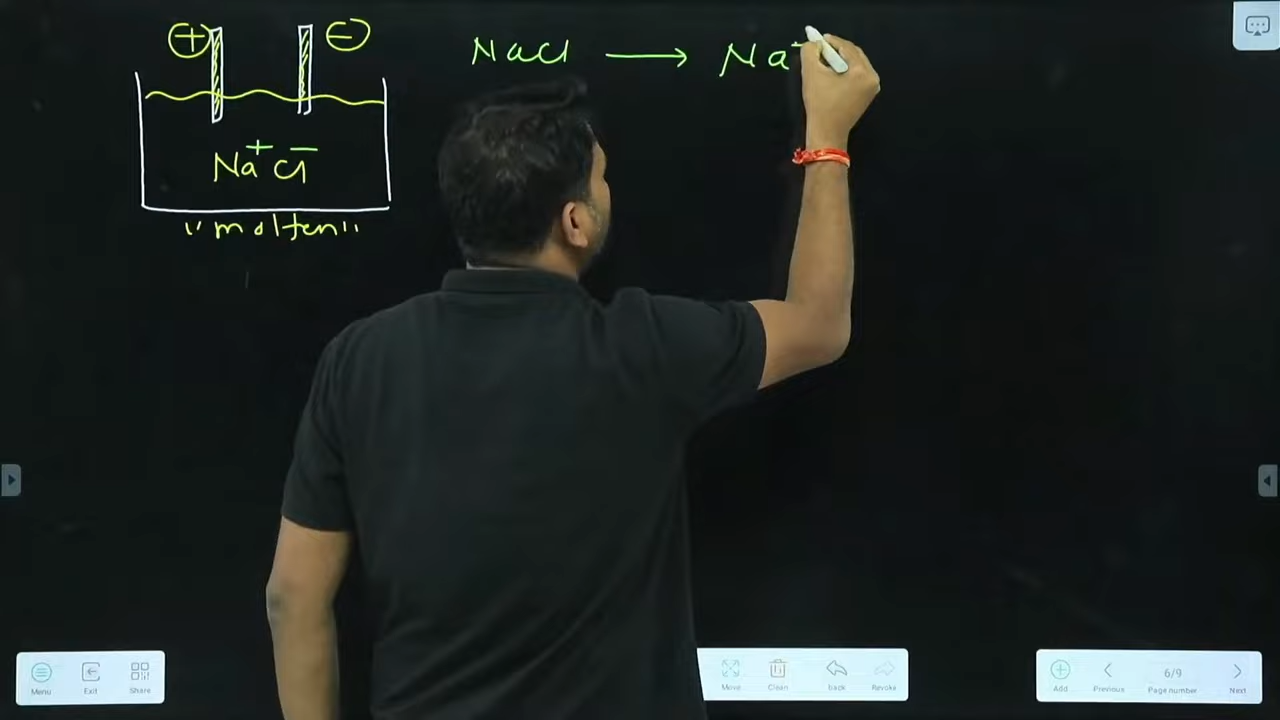 + −
NaCl ⟶ Na
Na⁺Cl⁻
"molten"
Menu Exit Share Move Clean back Revoke Add Previous 6/9 Page number Next